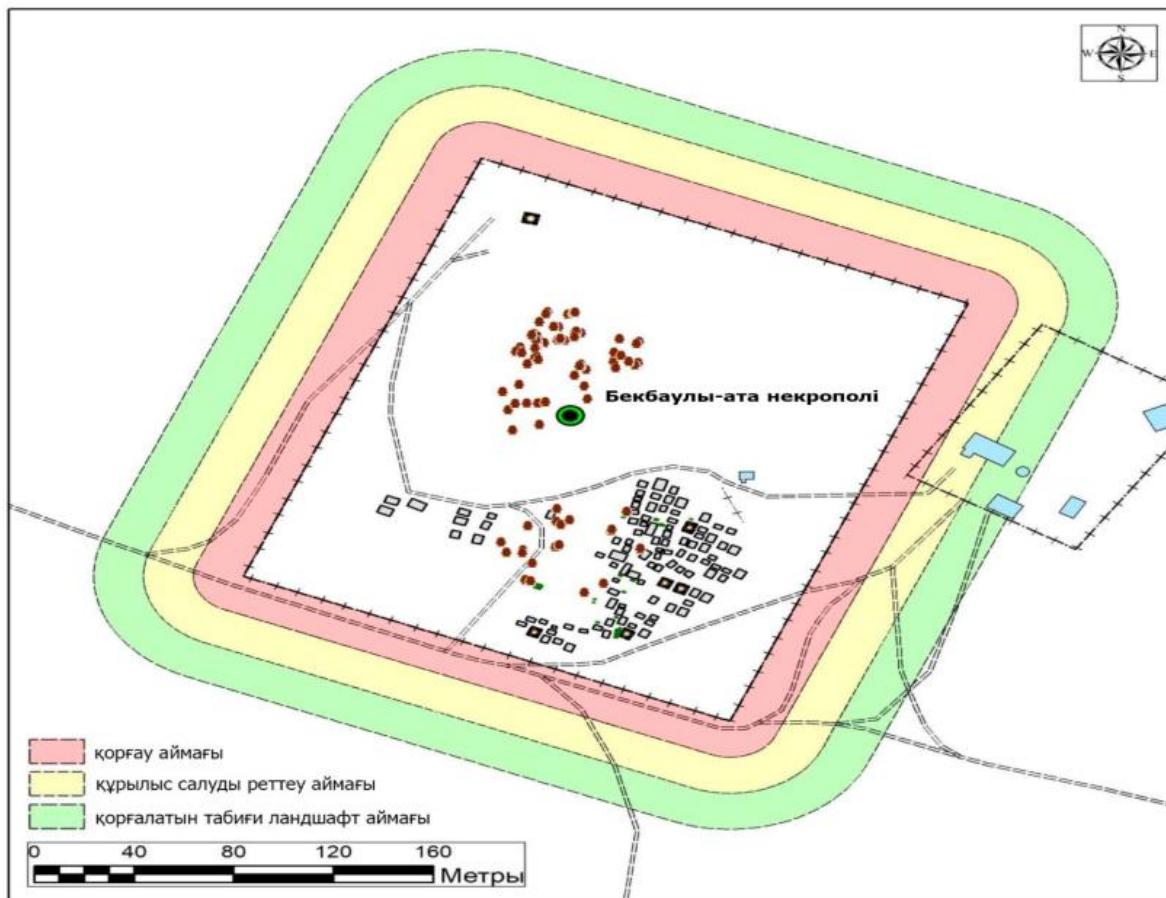 N
W E
S
Бекбаулы-ата некрополі
қорғау аймағы
құрылыс салуды реттеу аймағы
қорғалатын табиғи ландшафт аймағы
0 40 80 120 160
Метры